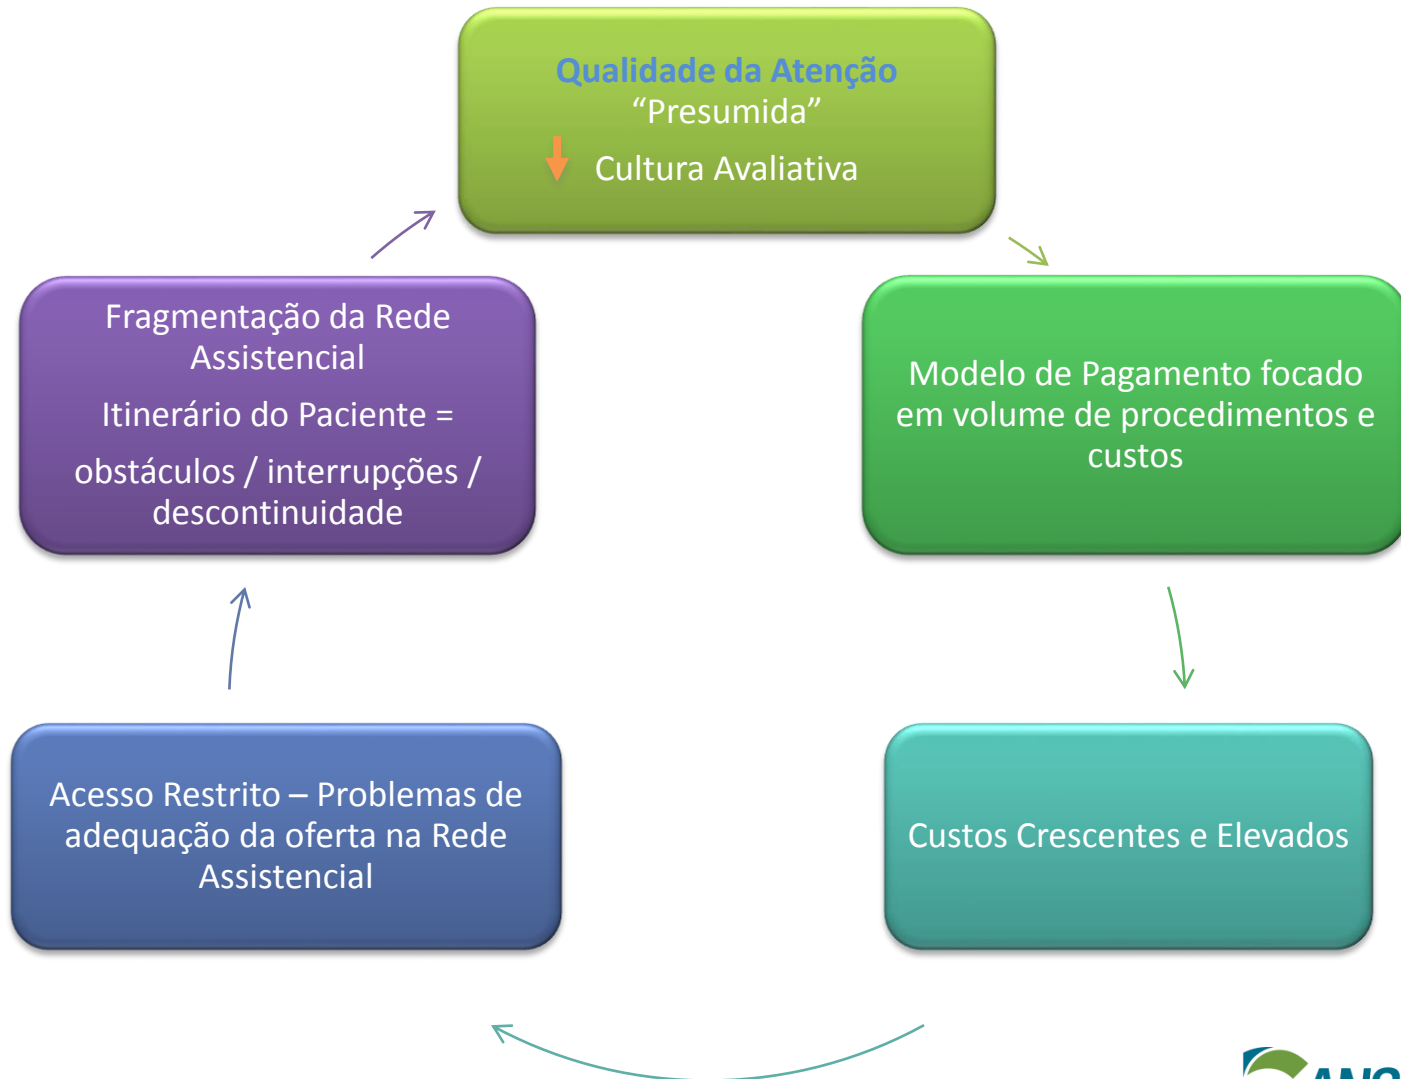 Qualidade da Atenção
“Presumida”
Cultura Avaliativa
Fragmentação da Rede
Assistencial
Itinerário do Paciente =
obstáculos / interrupções /
descontinuidade
Modelo de Pagamento focado
em volume de procedimentos e
custos
Acesso Restrito – Problemas de
adequação da oferta na Rede
Assistencial
Custos Crescentes e Elevados